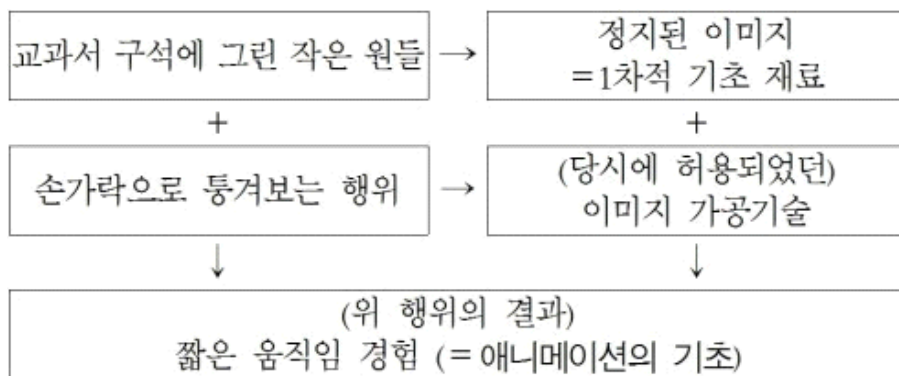 교과서 구석에 그린 작은 원들
→
정지된 이미지
=1차적 기초 재료
+
+
손가락으로 퉁겨보는 행위
→
(당시에 허용되었던)
이미지 가공기술
↓
↓
(위 행위의 결과)
짧은 움직임 경험 (= 애니메이션의 기초)